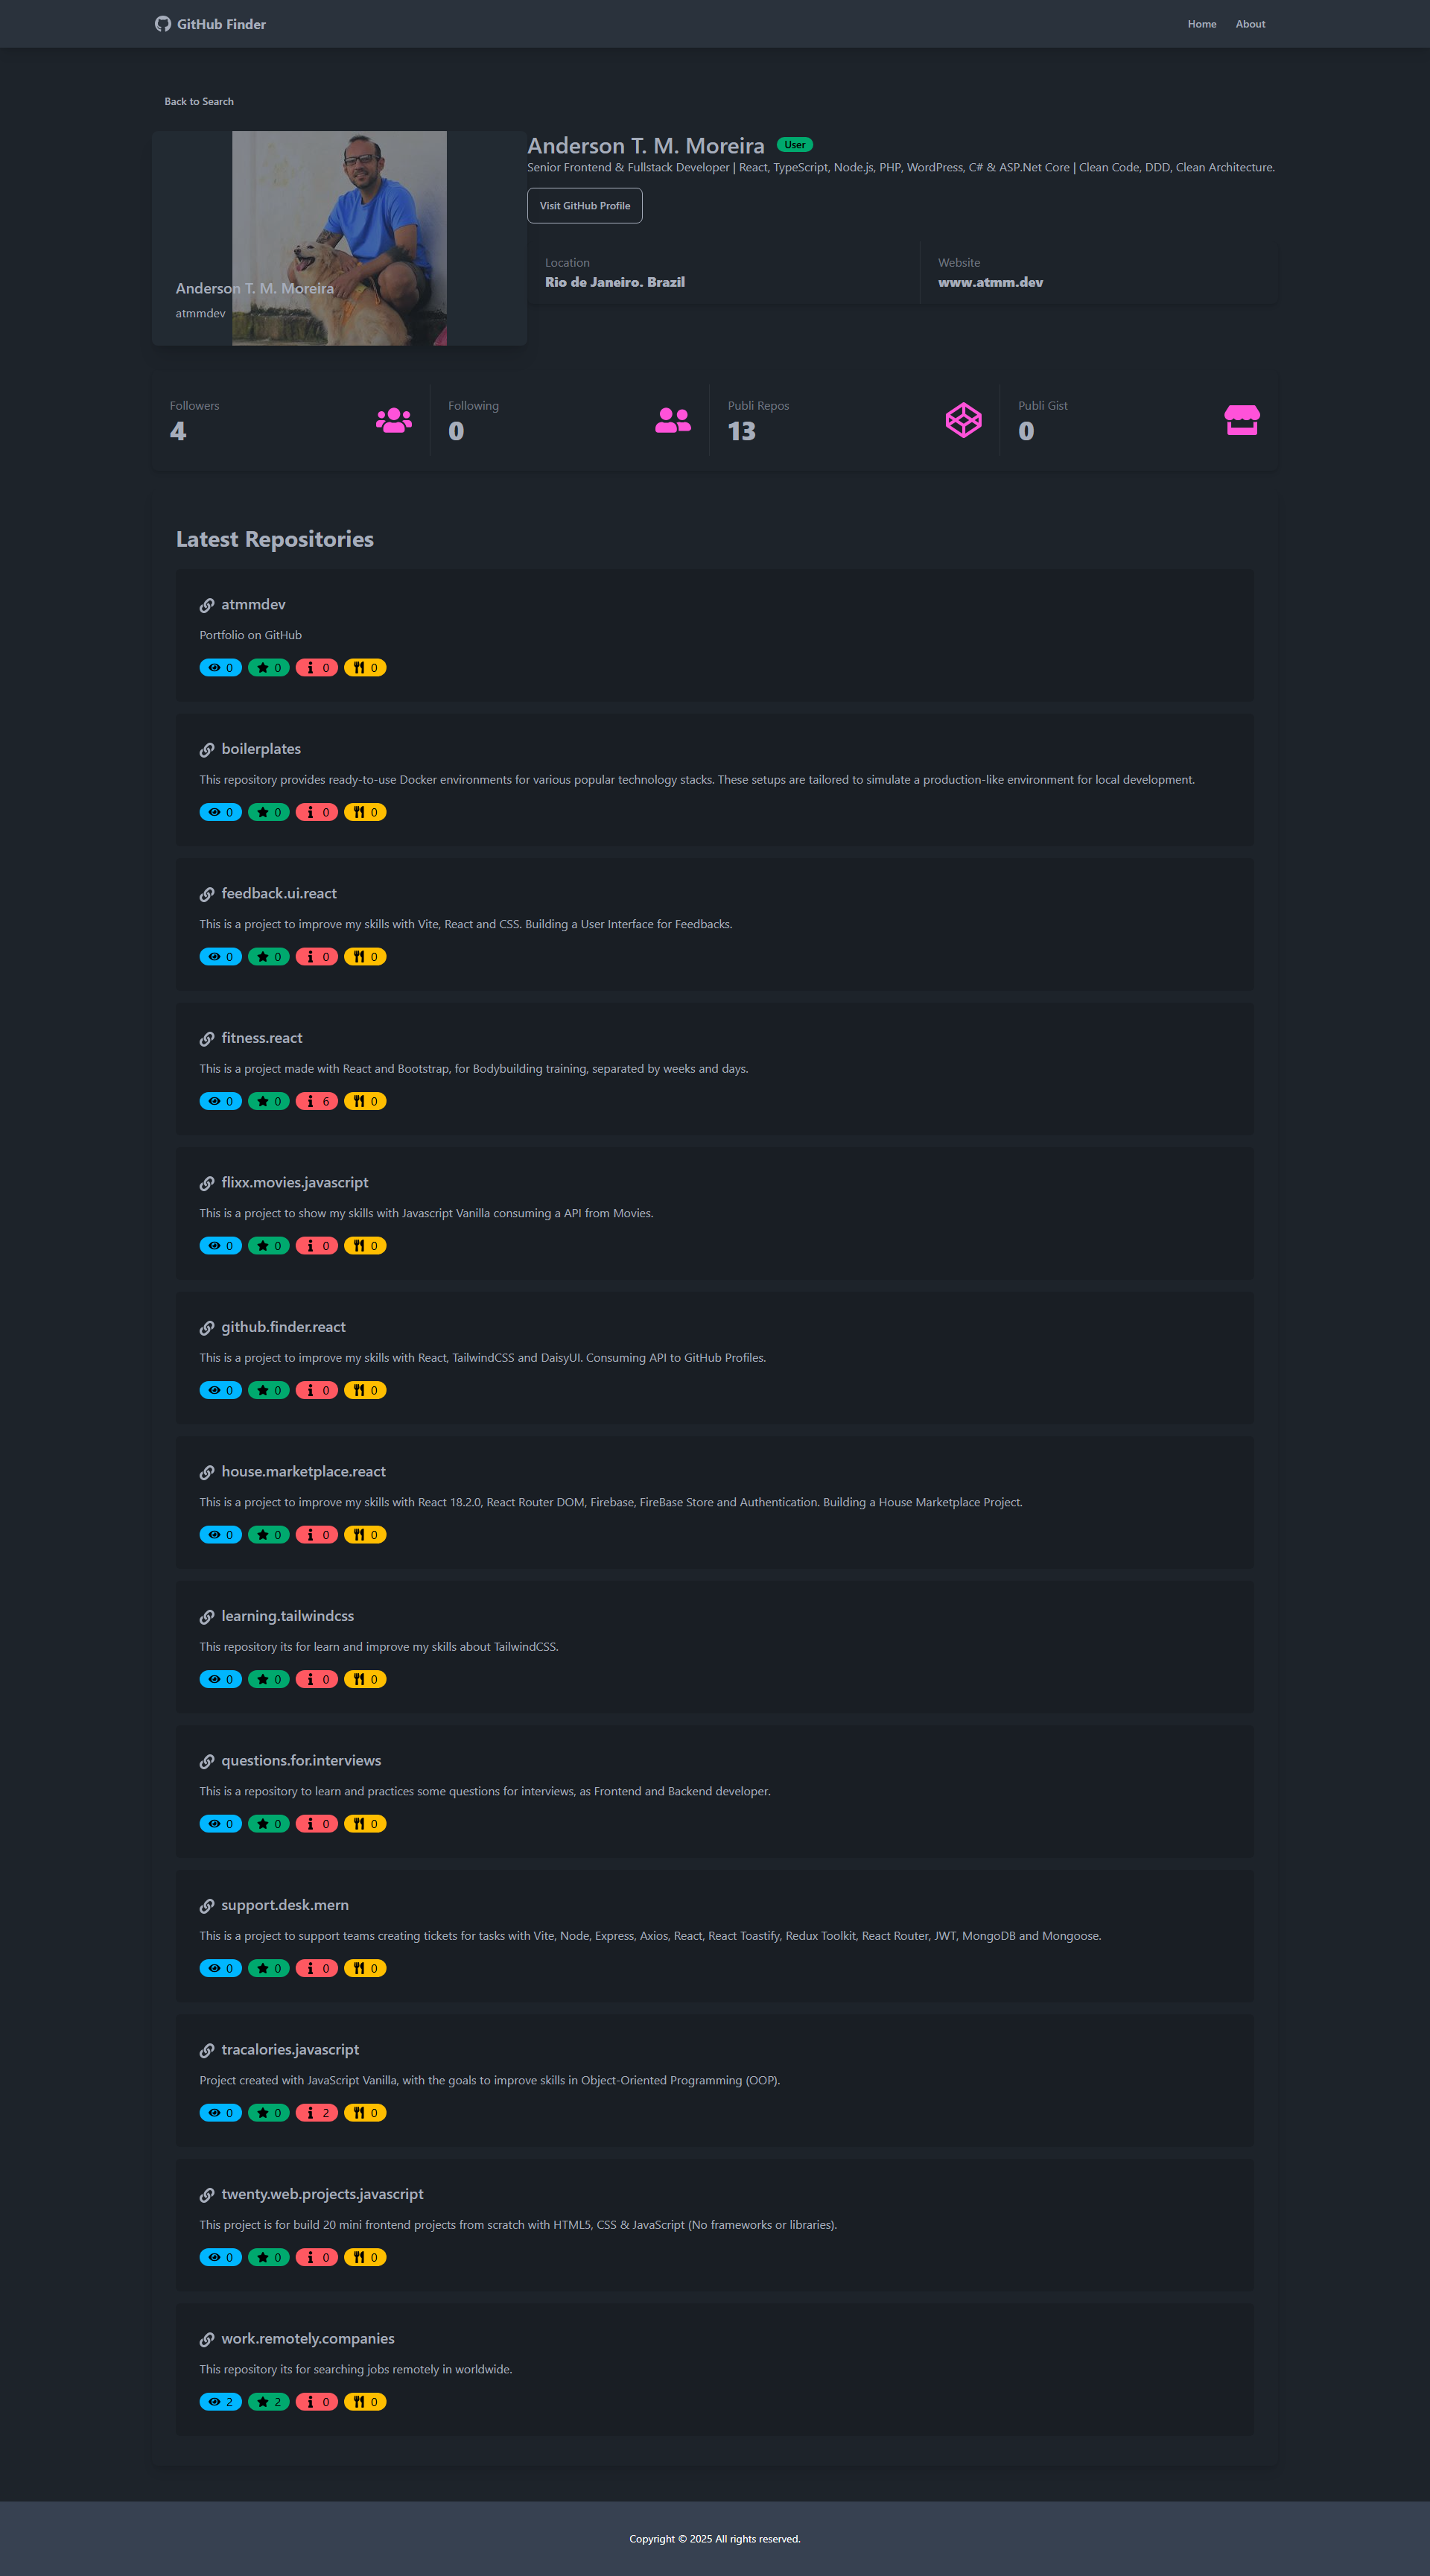 GitHub Finder
Home
About
Back to Search
Anderson T. M. Moreira
atmmdev
Anderson T. M. Moreira
User
Senior Frontend & Fullstack Developer | React, TypeScript, Node.js, PHP, WordPress, C# & ASP.Net Core | Clean Code, DDD, Clean Architecture.
Visit GitHub Profile
Location
Rio de Janeiro. Brazil
Website
www.atmm.dev
Followers
4
Following
0
Publi Repos
13
Publi Gist
0
Latest Repositories
atmmdev
Portfolio on GitHub
0 0 0 0
boilerplates
This repository provides ready-to-use Docker environments for various popular technology stacks. These setups are tailored to simulate a production-like environment for local development.
0 0 0 0
feedback.ui.react
This is a project to improve my skills with Vite, React and CSS. Building a User Interface for Feedbacks.
0 0 0 0
fitness.react
This is a project made with React and Bootstrap, for Bodybuilding training, separated by weeks and days.
0 0 6 0
flixx.movies.javascript
This is a project to show my skills with Javascript Vanilla consuming a API from Movies.
0 0 0 0
github.finder.react
This is a project to improve my skills with React, TailwindCSS and DaisyUI. Consuming API to GitHub Profiles.
0 0 0 0
house.marketplace.react
This is a project to improve my skills with React 18.2.0, React Router DOM, Firebase, FireBase Store and Authentication. Building a House Marketplace Project.
0 0 0 0
learning.tailwindcss
This repository its for learn and improve my skills about TailwindCSS.
0 0 0 0
questions.for.interviews
This is a repository to learn and practices some questions for interviews, as Frontend and Backend developer.
0 0 0 0
support.desk.mern
This is a project to support teams creating tickets for tasks with Vite, Node, Express, Axios, React, React Toastify, Redux Toolkit, React Router, JWT, MongoDB and Mongoose.
0 0 0 0
tracalories.javascript
Project created with JavaScript Vanilla, with the goals to improve skills in Object-Oriented Programming (OOP).
0 0 2 0
twenty.web.projects.javascript
This project is for build 20 mini frontend projects from scratch with HTML5, CSS & JavaScript (No frameworks or libraries).
0 0 0 0
work.remotely.companies
This repository its for searching jobs remotely in worldwide.
2 2 0 0
Copyright © 2025 All rights reserved.